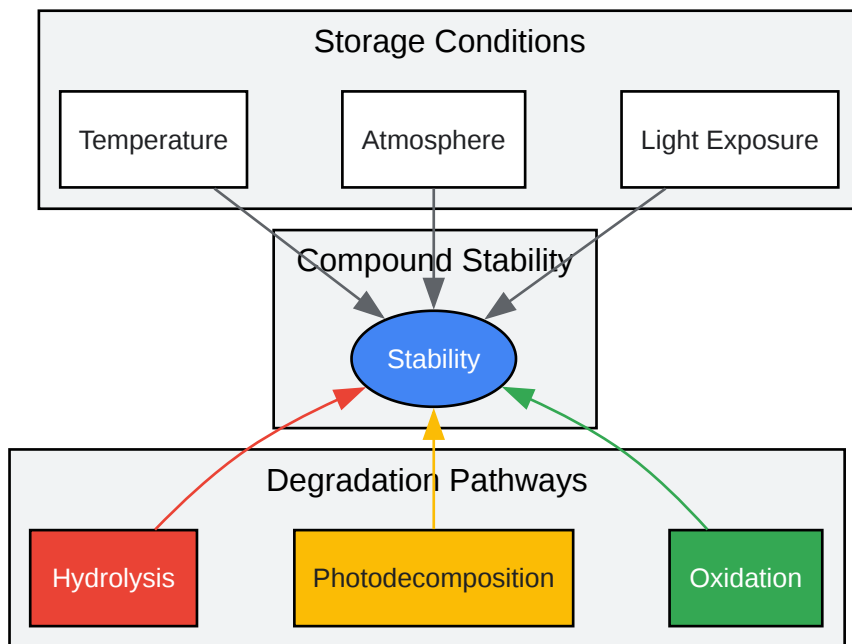 Storage Conditions
Temperature
Atmosphere
Light Exposure
Compound Stability
Stability
Degradation Pathways
Hydrolysis
Photodecomposition
Oxidation